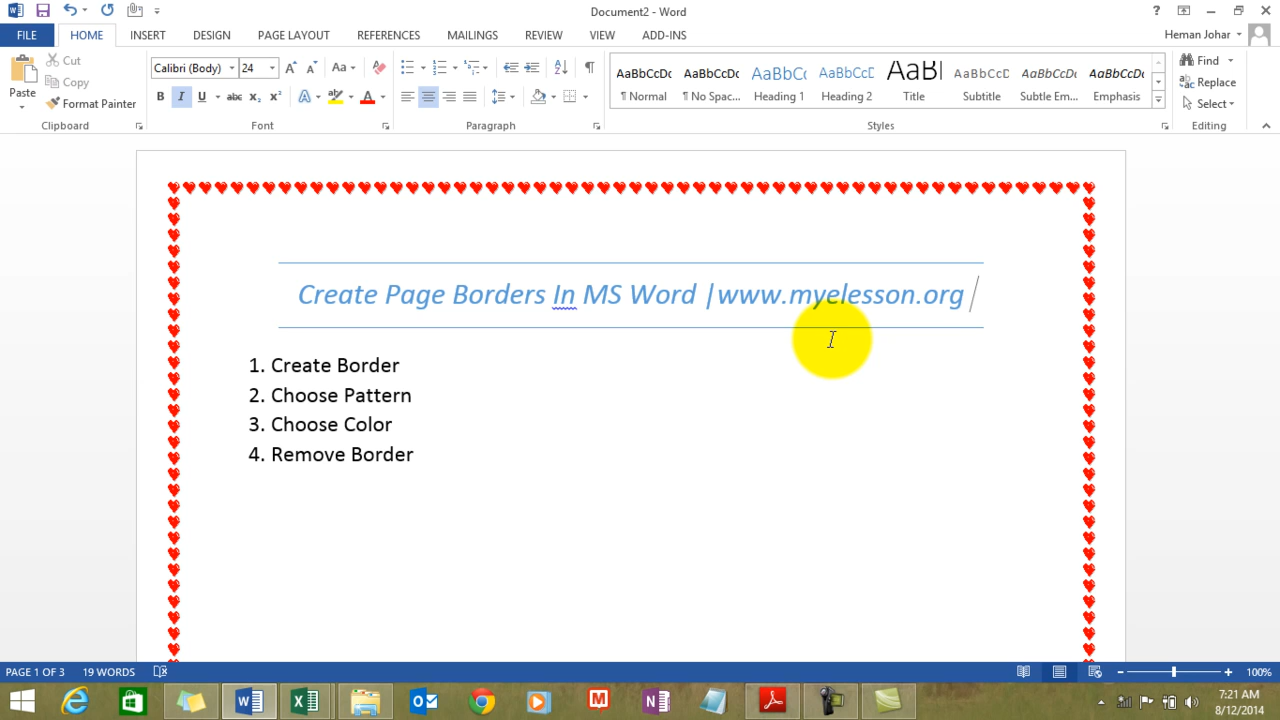 Document2 - Word
FILE HOME INSERT DESIGN PAGE LAYOUT REFERENCES MAILINGS REVIEW VIEW ADD-INS
Heman Johar
Paste
Cut
Copy
Format Painter
Clipboard
Calibri (Body) 24
Font
Paragraph
AaBbCcDc AaBbCcDc AaBbCc AaBbCcC AaBl AaBbCcD AaBbCcDc AaBbCcDc
¶ Normal ¶ No Spac... Heading 1 Heading 2 Title Subtitle Subtle Em... Emphasis
Styles
Find
Replace
Select
Editing
Create Page Borders In MS Word |www.myelesson.org
1. Create Border
2. Choose Pattern
3. Choose Color
4. Remove Border
PAGE 1 OF 3 19 WORDS
100%
7:21 AM
8/12/2014